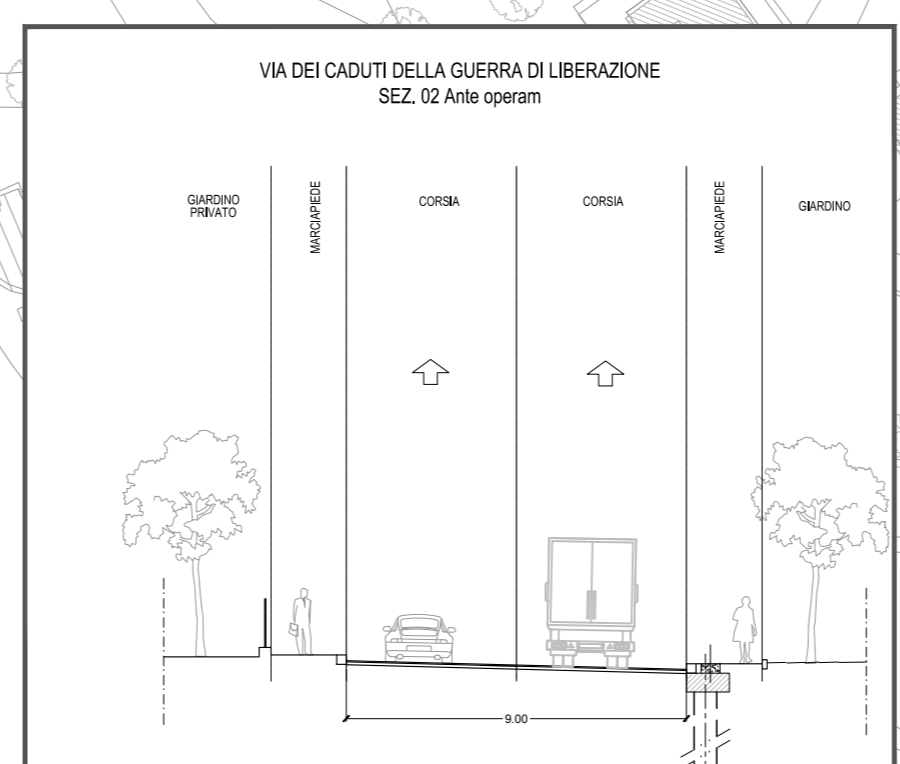 VIA DEI CADUTI DELLA GUERRA DI LIBERAZIONE
SEZ. 02 Ante operam
GIARDINO
PRIVATO
MARCIAPIEDE
CORSIA
CORSIA
MARCIAPIEDE
GIARDINO
9.00